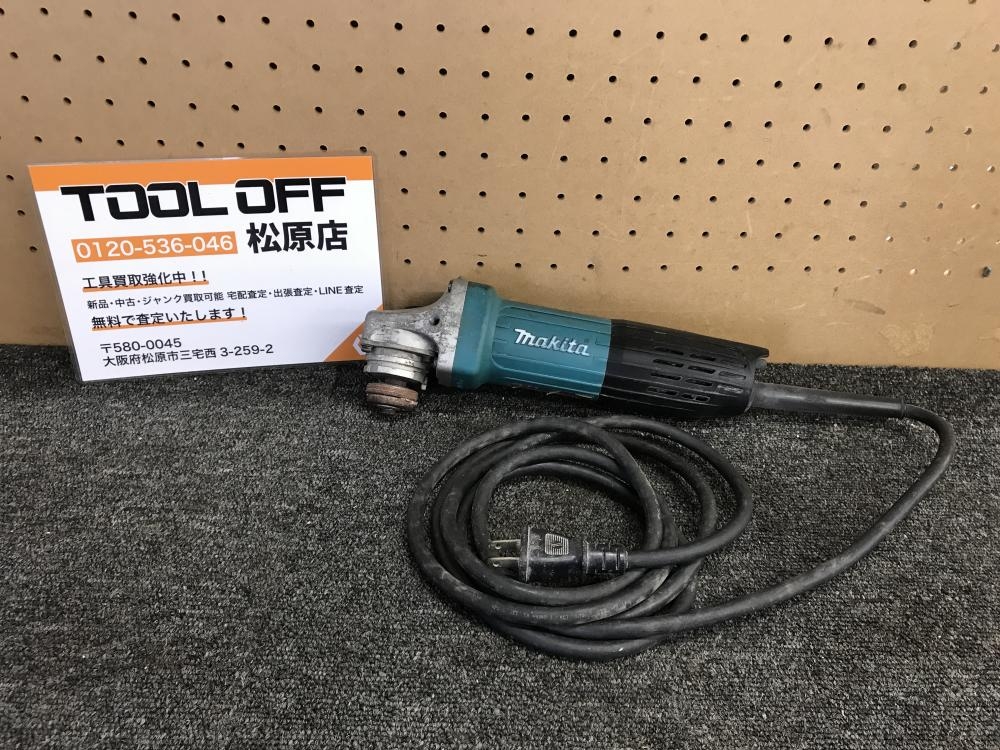 TOOL OFF
0120-536-046 松原店
工具買取強化中！！
新品・中古・ジャンク買取可能 宅配査定・出張査定・LINE査定
無料で査定いたします！
〒580-0045
大阪府松原市三宅西 3-259-2
makita